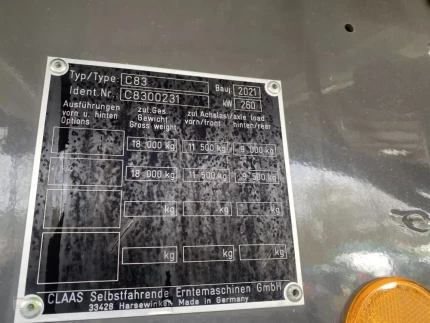 Typ/Type: C83 Bauj. 2021
Ident.Nr.: C8300231 kW 260
Ausführungen zul.Ges. zul.Achslast/axle load
vorn u. hinten Gewicht vorn/front hinten/rear
Options Gross weight
18 000 kg 11 500 kg 9 000 kg
18 000 kg 11 500 kg 9 500 kg
kg kg kg
kg kg kg
CLAAS Selbstfahrende Erntemaschinen GmbH
33428 Harsewinkel Made in Germany